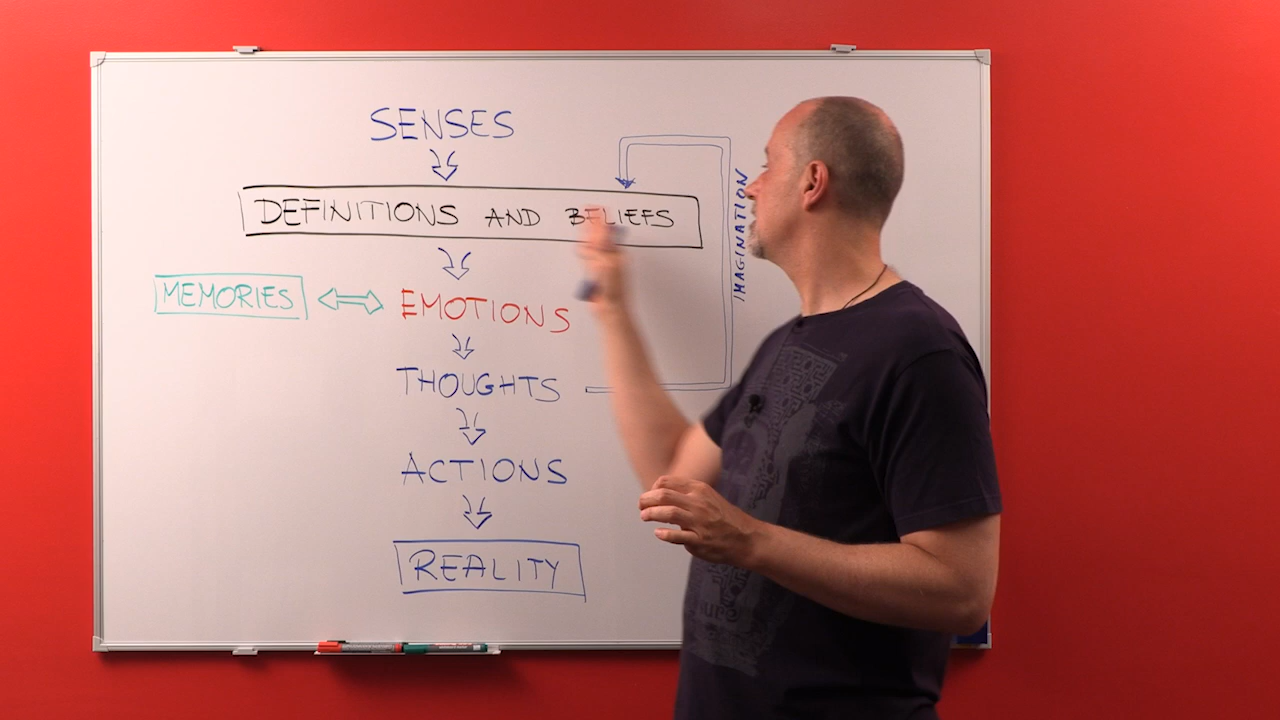 SENSES
DEFINITIONS AND BELIEFS
IMAGINATION
MEMORIES
EMOTIONS
THOUGHTS
ACTIONS
REALITY